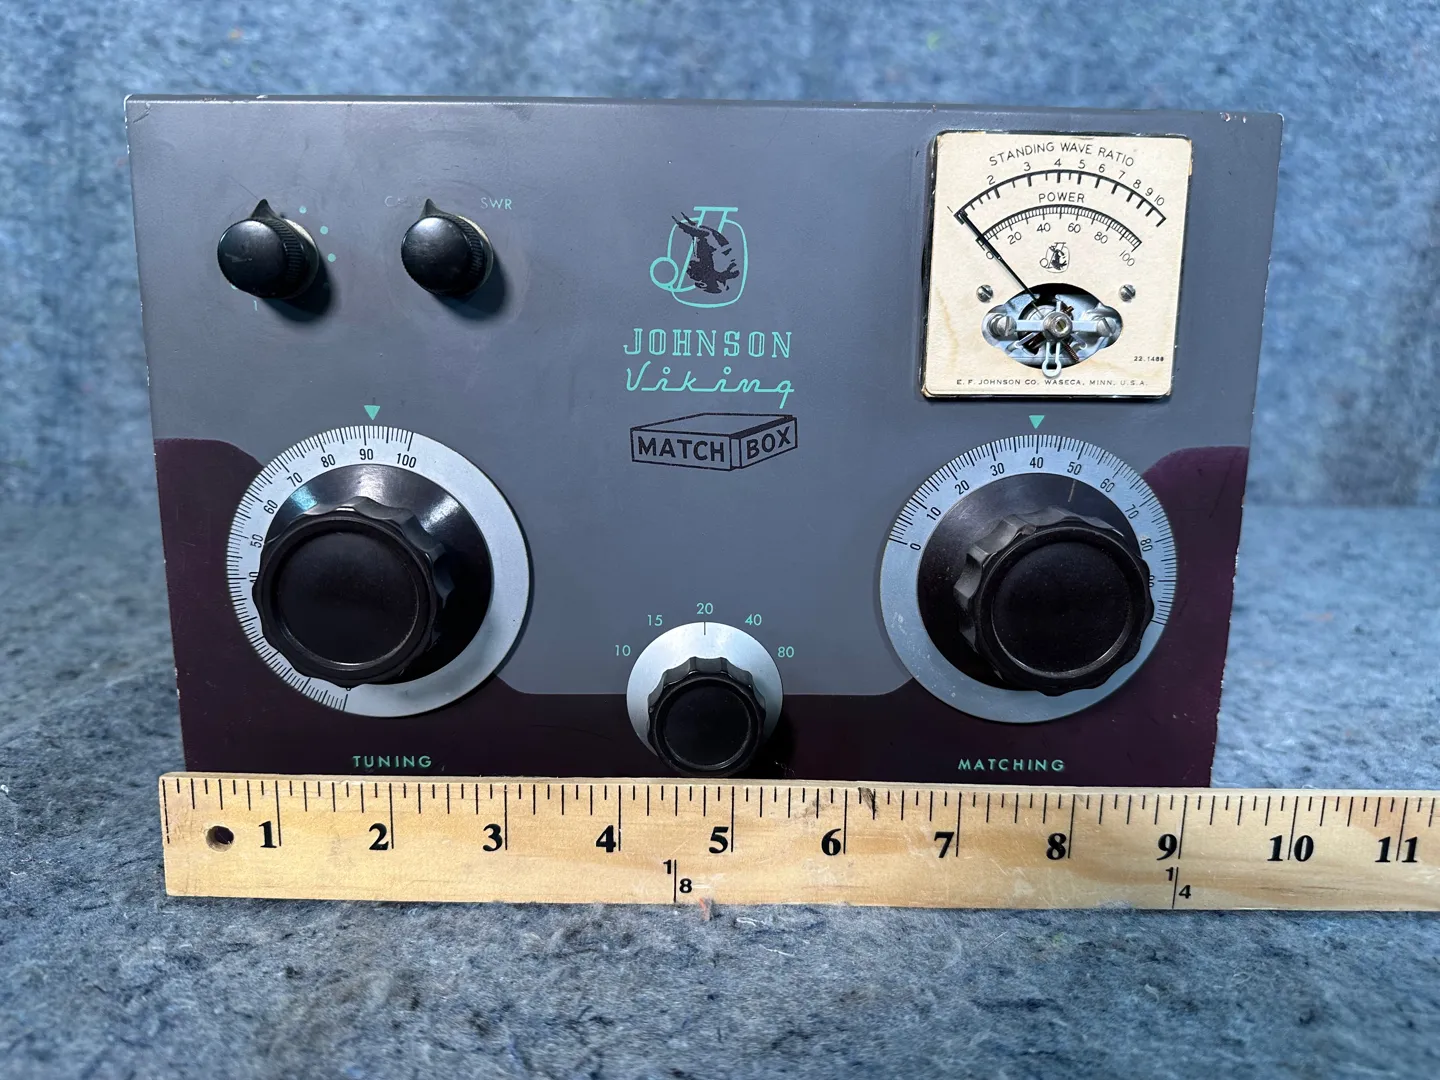 SWR
JOHNSON
Viking
MATCH BOX
STANDING WAVE RATIO
2 3 4 5 6 7 8 9 10
POWER
0 20 40 60 80 100
22.1488
E. F. JOHNSON CO. WASECA, MINN. U.S.A.
50 60 70 80 90 100
0 10 20 30 40 50 60 70 80
10 15 20 40 80
TUNING
MATCHING
1 2 3 4 5 6 7 8 9 10 11
1/8 1/4